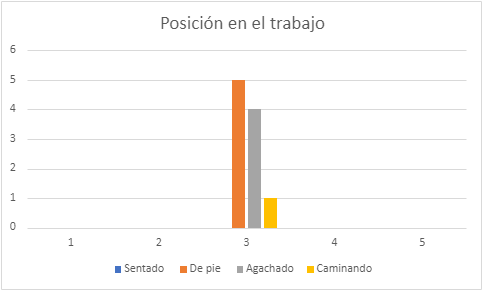 Posición en el trabajo
6
5
4
3
2
1
0
1 2 3 4 5
Sentado De pie Agachado Caminando